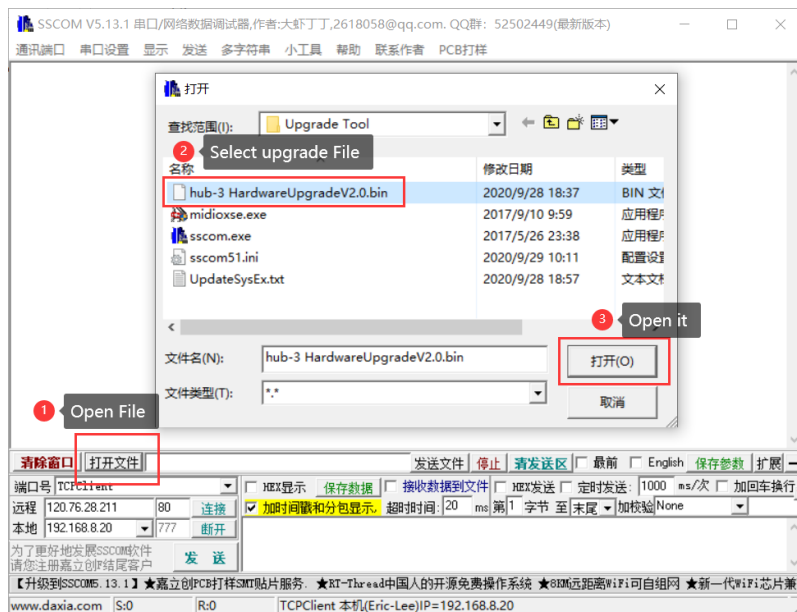 SSCOM V5.13.1 串口/网络数据调试器,作者:大虾丁丁,2618058@qq.com. QQ群: 52502449(最新版本)
通讯端口 串口设置 显示 发送 多字符串 小工具 帮助 联系作者 PCB打样
打开
查找范围(I): Upgrade Tool
2 Select upgrade File
名称 修改日期 类型
hub-3 HardwareUpgradeV2.0.bin 2020/9/28 18:37 BIN 文
midioxse.exe 2017/9/10 9:59 应用程
sscom.exe 2017/5/26 23:38 应用程
sscom51.ini 2020/9/29 10:11 配置设
UpdateSysEx.txt 2020/9/28 18:57 文本文
3 Open it
文件名(N): hub-3 HardwareUpgradeV2.0.bin 打开(O)
文件类型(T): *.* 取消
1 Open File
清除窗口 打开文件 发送文件 停止 清发送区 最前 English 保存参数 扩展
端口号 TCPClient HEX显示 保存数据 接收数据到文件 HEX发送 定时发送: 1000 ms/次 加回车换行
远程 120.76.28.211 80 连接 加时间戳和分包显示, 超时时间: 20 ms 第1 字节 至 末尾 加校验None
本地 192.168.8.20 777 断开
为了更好地发展SSCOM软件
请您注册嘉立创F结尾客户 发 送
【升级到SSCOM5.13.1】★嘉立创PCB打样SMT贴片服务. ★RT-Thread中国人的开源免费操作系统 ★8KM远距离WiFi可自组网 ★新一代WiFi芯片兼
www.daxia.com S:0 R:0 TCPClient 本机(Eric-Lee)IP=192.168.8.20